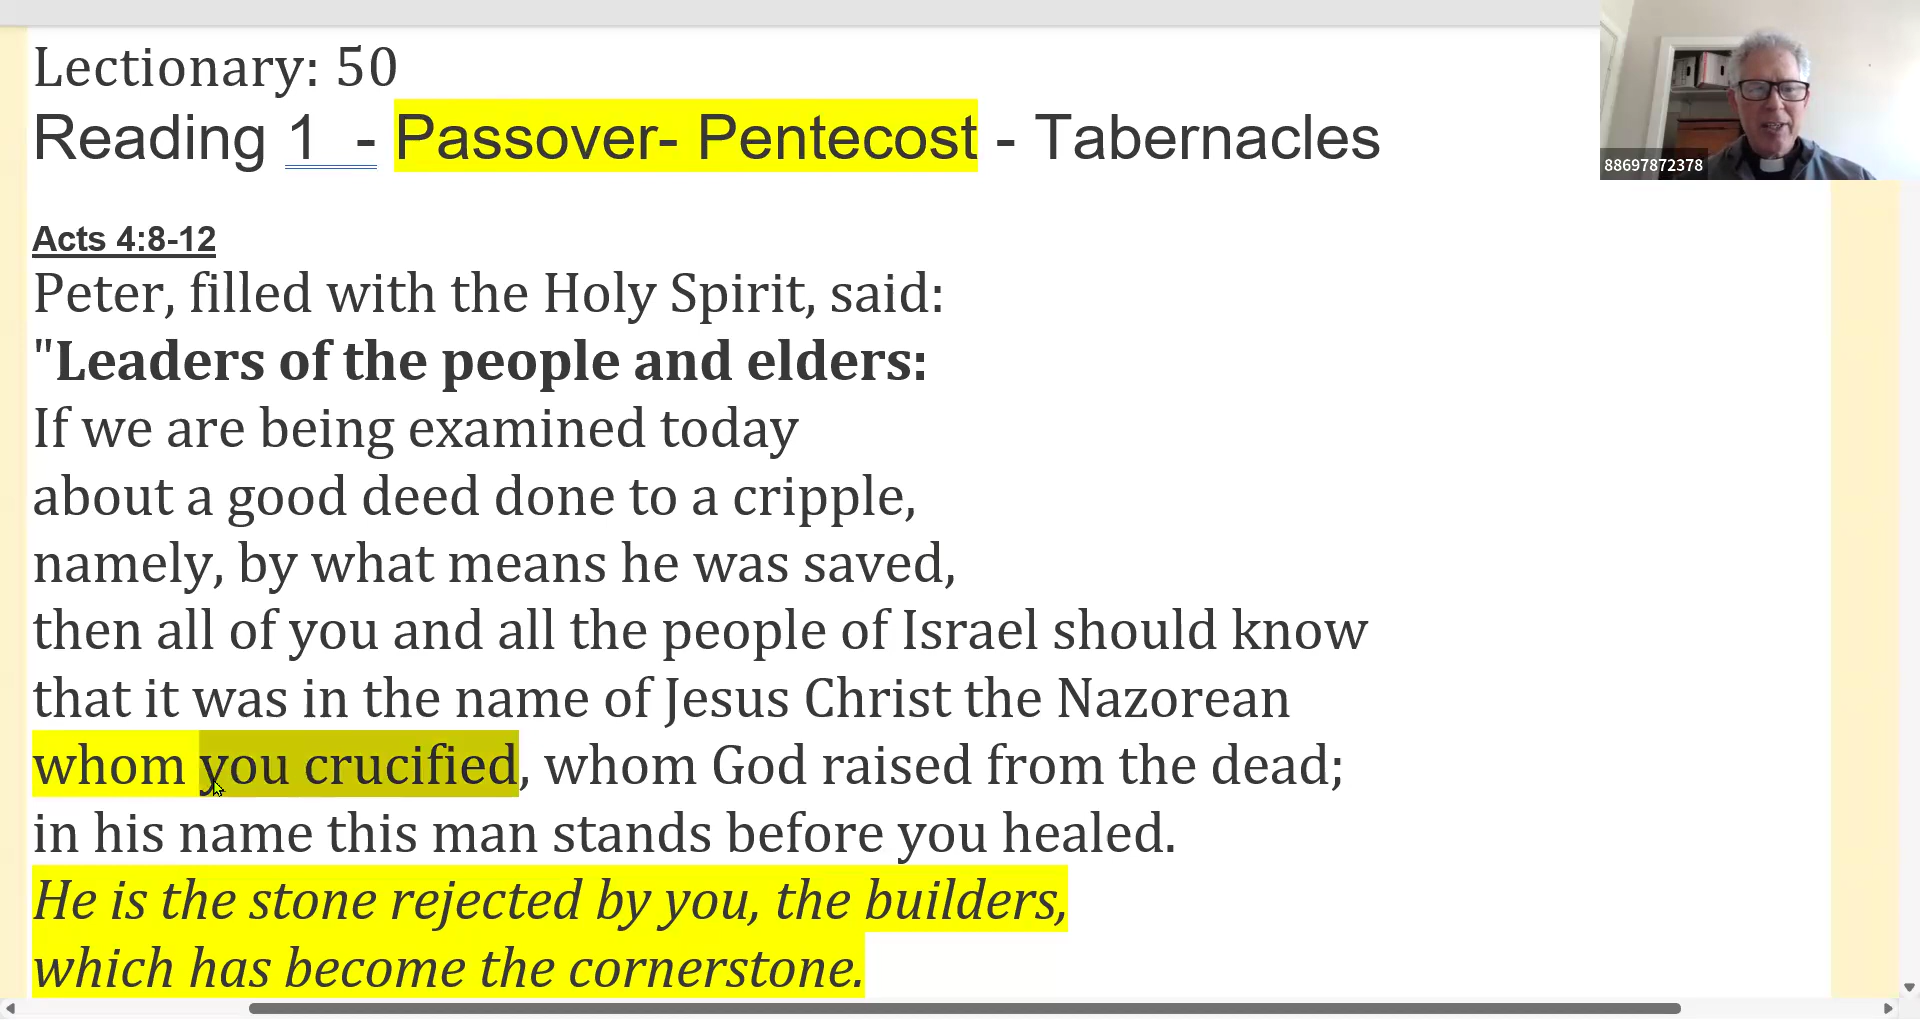 Lectionary: 50
Reading 1 - Passover- Pentecost - Tabernacles
88697872378
Acts 4:8-12
Peter, filled with the Holy Spirit, said:
"Leaders of the people and elders:
If we are being examined today
about a good deed done to a cripple,
namely, by what means he was saved,
then all of you and all the people of Israel should know
that it was in the name of Jesus Christ the Nazorean
whom you crucified, whom God raised from the dead;
in his name this man stands before you healed.
He is the stone rejected by you, the builders,
which has become the cornerstone.